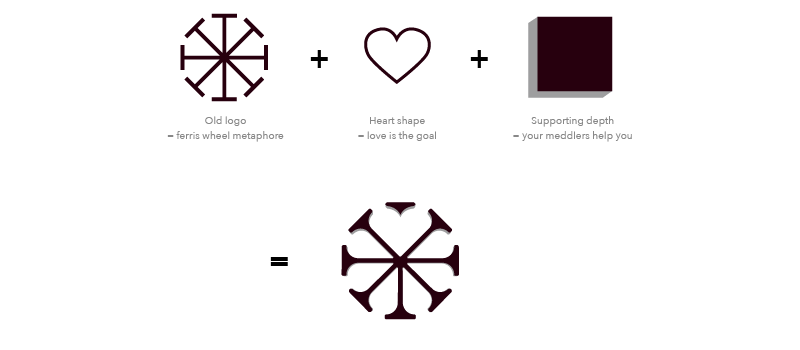 +
+
Old logo
– ferris wheel metaphore
Heart shape
– love is the goal
Supporting depth
– your meddlers help you
=